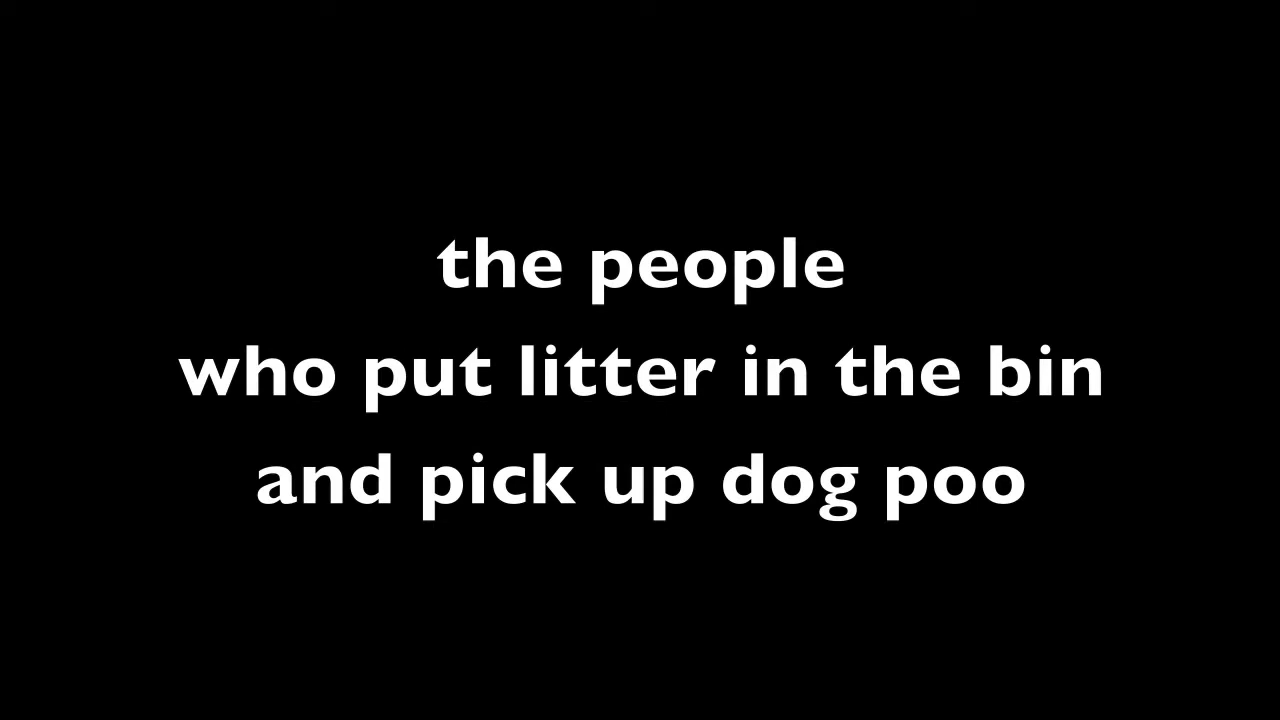 the people
who put litter in the bin
and pick up dog poo